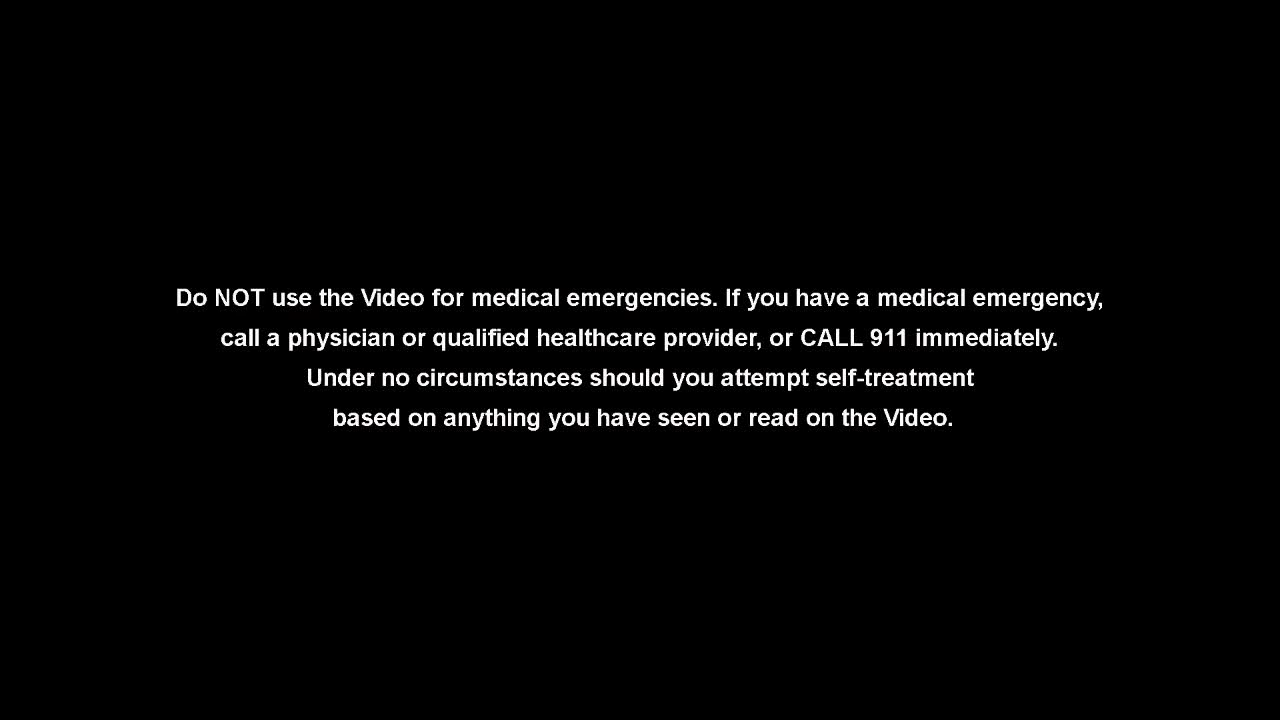 Do NOT use the Video for medical emergencies. If you have a medical emergency,
call a physician or qualified healthcare provider, or CALL 911 immediately.
Under no circumstances should you attempt self-treatment
based on anything you have seen or read on the Video.